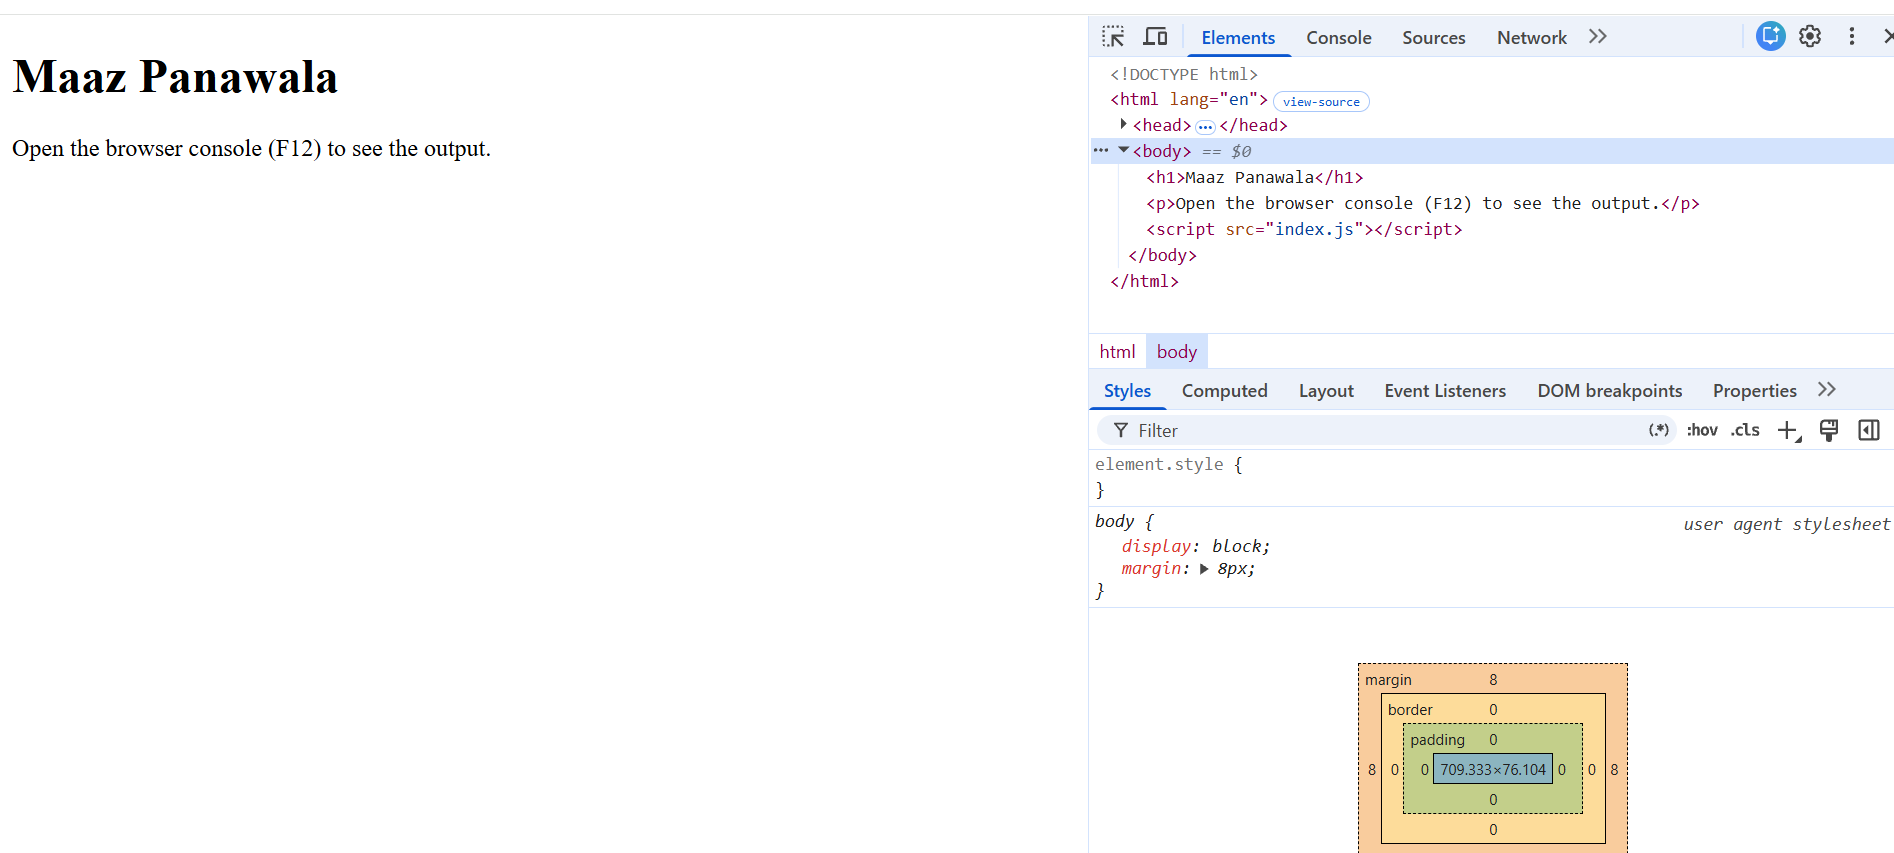 Maaz Panawala
Open the browser console (F12) to see the output.
Elements Console Sources Network
<!DOCTYPE html>
<html lang="en"> view-source
<head> ••• </head>
••• <body> == $0
<h1>Maaz Panawala</h1>
<p>Open the browser console (F12) to see the output.</p>
<script src="index.js"></script>
</body>
</html>
html body
Styles Computed Layout Event Listeners DOM breakpoints Properties
Filter (.*) :hov .cls
element.style {
}
body { user agent stylesheet
display: block;
margin: 8px;
}
margin 8
border 0
padding 0
8 0 0 709.333×76.104 0 0 8
0
0